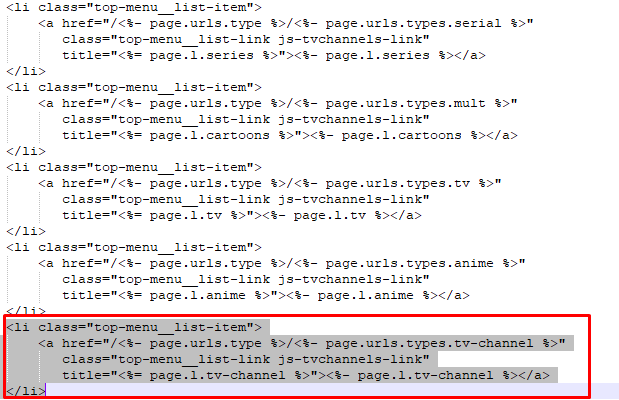 <li class="top-menu__list-item">
<a href="/<%- page.urls.type %>/<%- page.urls.types.serial %>"
class="top-menu__list-link js-tvchannels-link"
title="<%= page.l.series %>"><%- page.l.series %></a>
</li>
<li class="top-menu__list-item">
<a href="/<%- page.urls.type %>/<%- page.urls.types.mult %>"
class="top-menu__list-link js-tvchannels-link"
title="<%= page.l.cartoons %>"><%- page.l.cartoons %></a>
</li>
<li class="top-menu__list-item">
<a href="/<%- page.urls.type %>/<%- page.urls.types.tv %>"
class="top-menu__list-link js-tvchannels-link"
title="<%= page.l.tv %>"><%- page.l.tv %></a>
</li>
<li class="top-menu__list-item">
<a href="/<%- page.urls.type %>/<%- page.urls.types.anime %>"
class="top-menu__list-link js-tvchannels-link"
title="<%= page.l.anime %>"><%- page.l.anime %></a>
</li>
<li class="top-menu__list-item">
<a href="/<%- page.urls.type %>/<%- page.urls.types.tv-channel %>"
class="top-menu__list-link js-tvchannels-link"
title="<%= page.l.tv-channel %>"><%- page.l.tv-channel %></a>
</li>